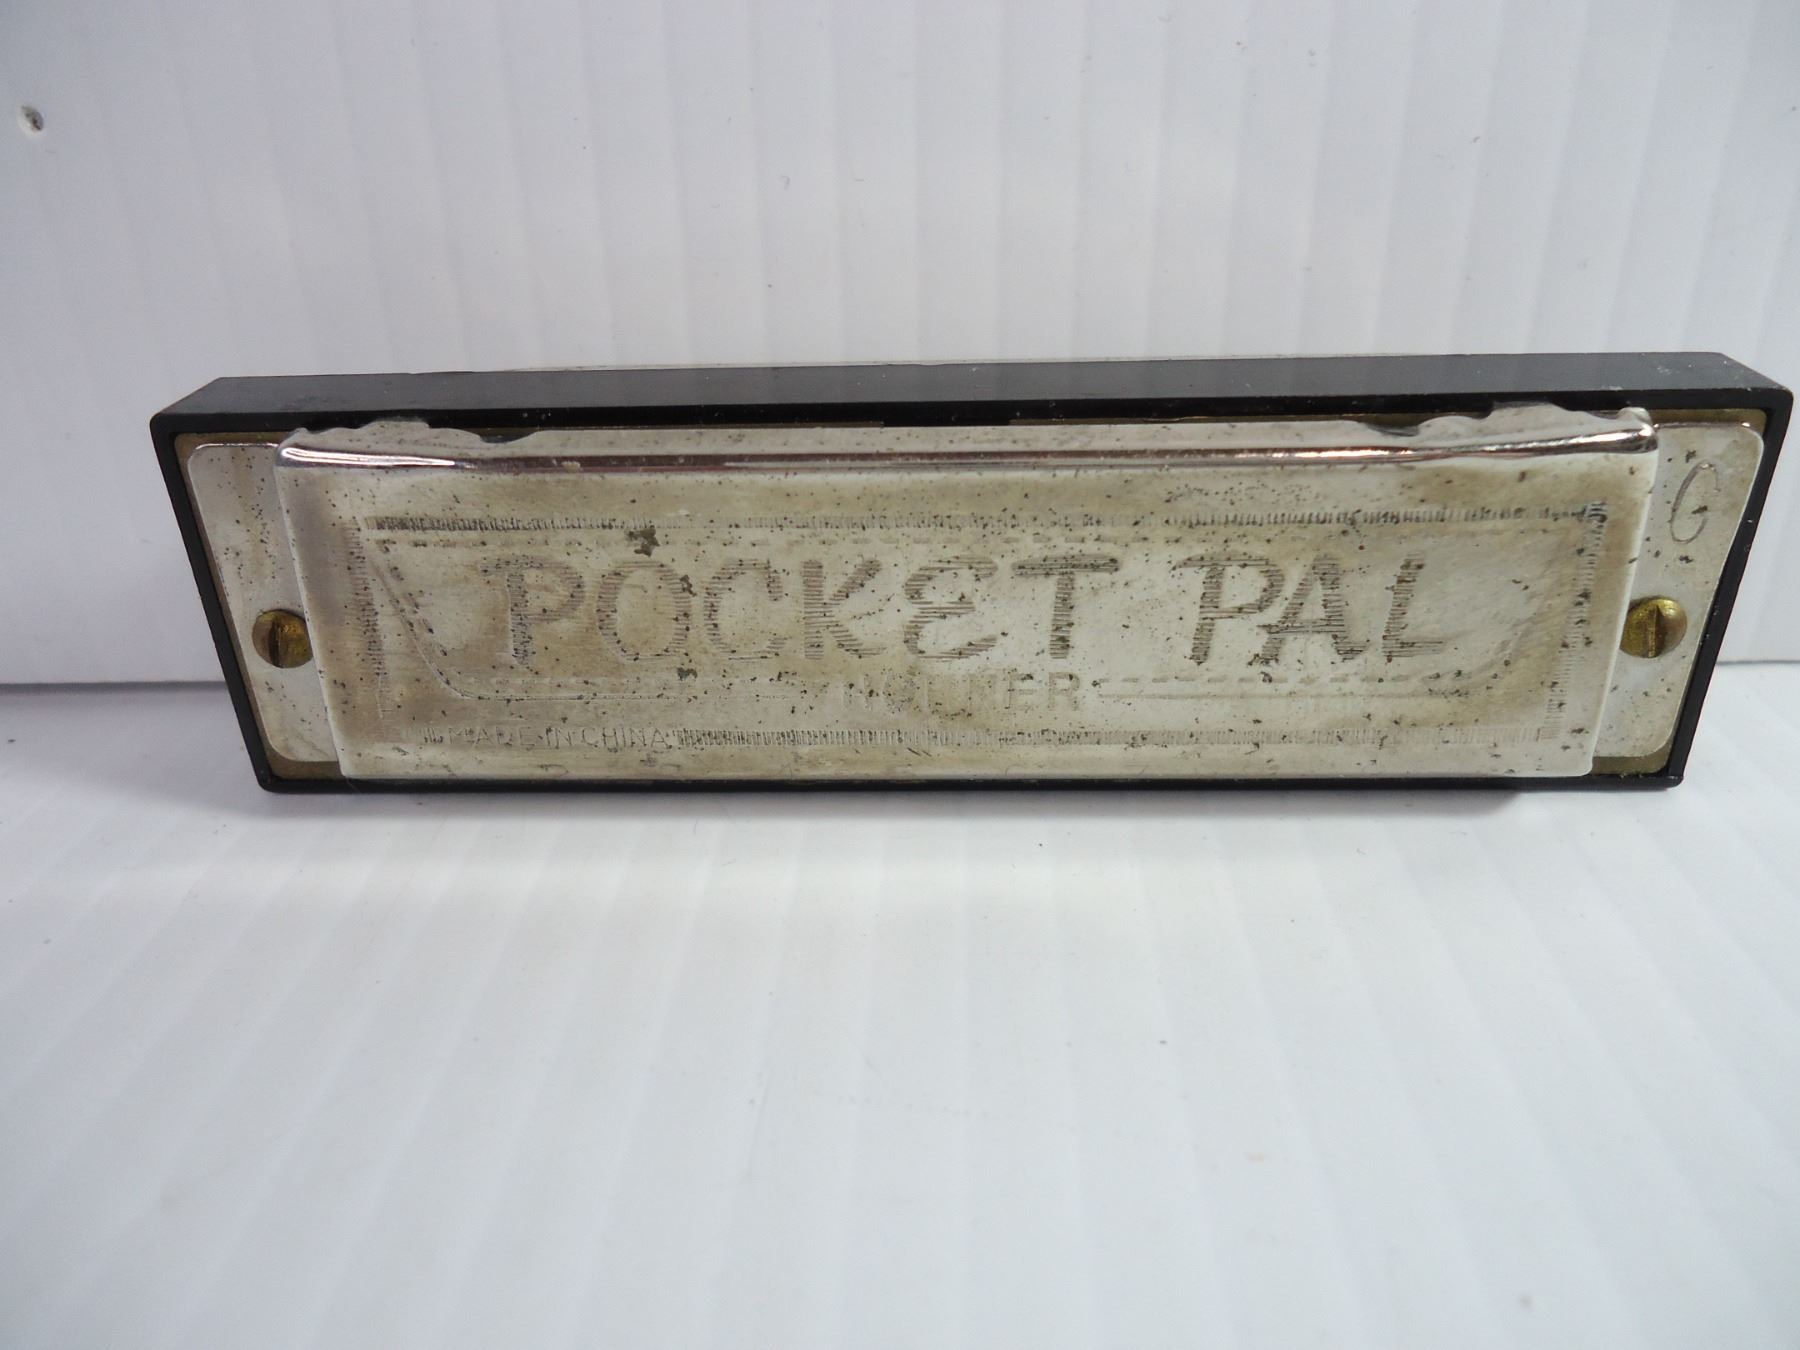 POCKET PAL
G
HOHNER
MADE IN CHINA